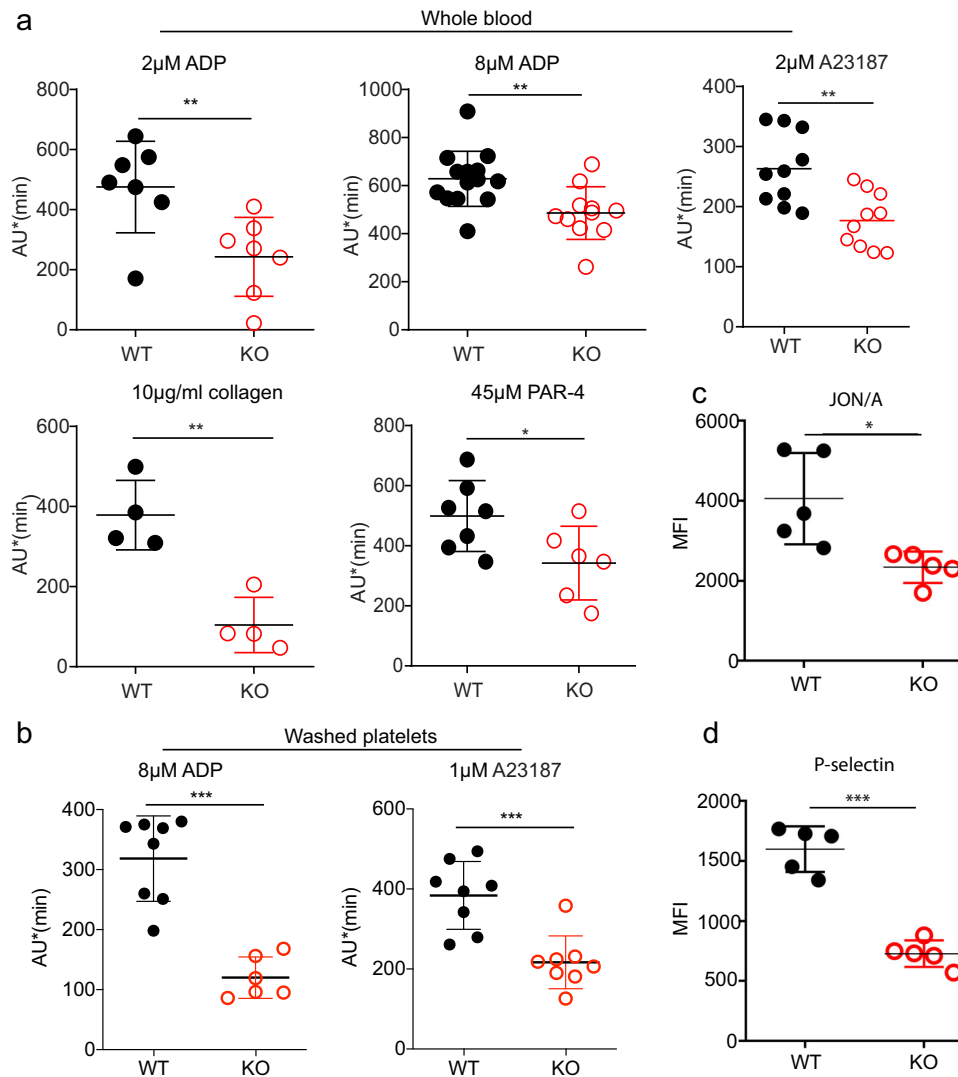 a
Whole blood
2µM ADP
800
600
400
200
0
AU*(min)
**
WT
KO
8µM ADP
1000
800
600
400
200
0
AU*(min)
**
WT
KO
2µM A23187
400
300
200
100
0
AU*(min)
**
WT
KO
10µg/ml collagen
600
400
200
0
AU*(min)
**
WT
KO
45µM PAR-4
800
600
400
200
0
AU*(min)
*
WT
KO
c
JON/A
6000
4000
2000
0
MFI
*
WT
KO
b
Washed platelets
8µM ADP
400
300
200
100
0
AU*(min)
***
WT
KO
1µM A23187
600
400
200
0
AU*(min)
***
WT
KO
d
P-selectin
2000
1500
1000
500
0
MFI
***
WT
KO